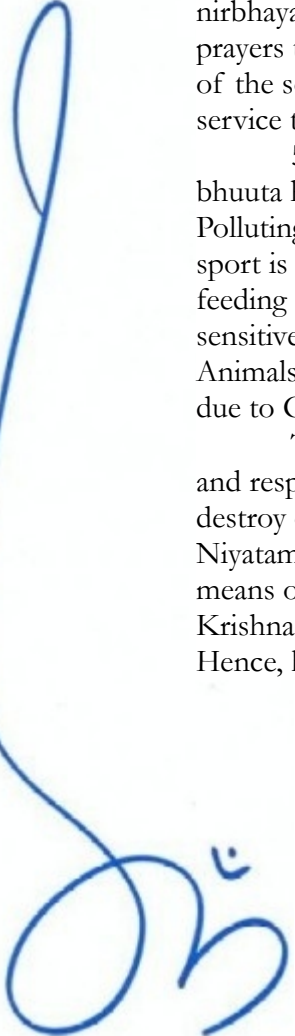 nirbhaya
prayers t
of the s
service t
5
bhuuta
Polluting
sport is
feeding
sensitive
Animals
due to
and resp
destroy
Niyatam
means o
Krishna
Hence,